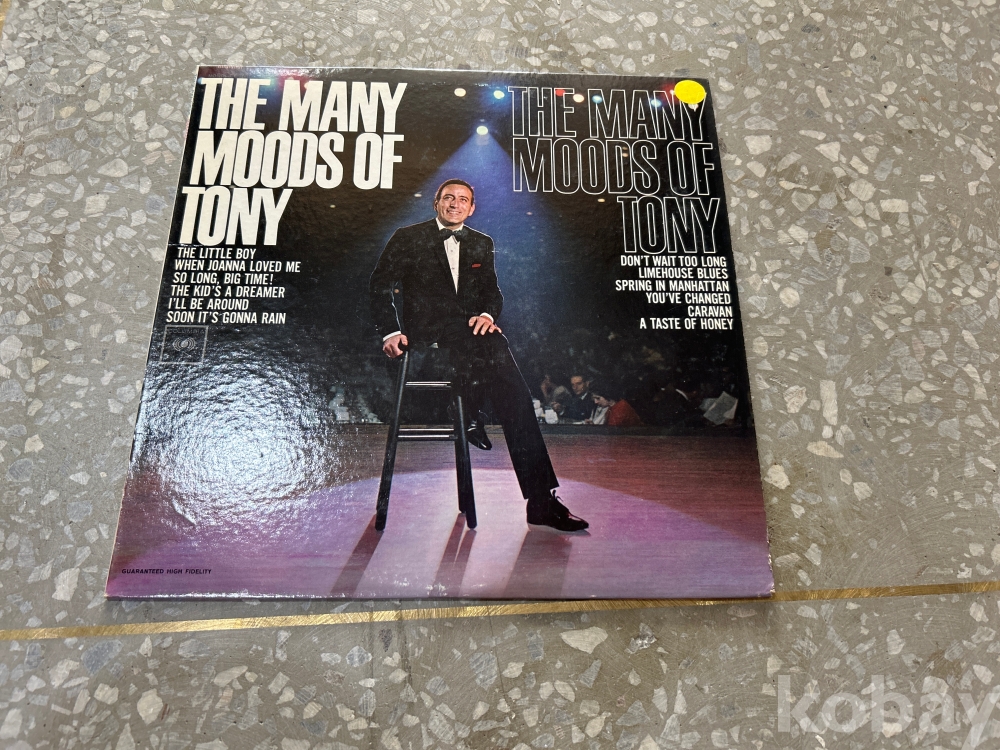 THE MANY
MOODS OF
TONY
THE LITTLE BOY
WHEN JOANNA LOVED ME
SO LONG, BIG TIME!
THE KID'S A DREAMER
I'LL BE AROUND
SOON IT'S GONNA RAIN
COLUMBIA
GUARANTEED HIGH FIDELITY
THE MANY
MOODS OF
TONY
DON'T WAIT TOO LONG
LIMEHOUSE BLUES
SPRING IN MANHATTAN
YOU'VE CHANGED
CARAVAN
A TASTE OF HONEY
kobay